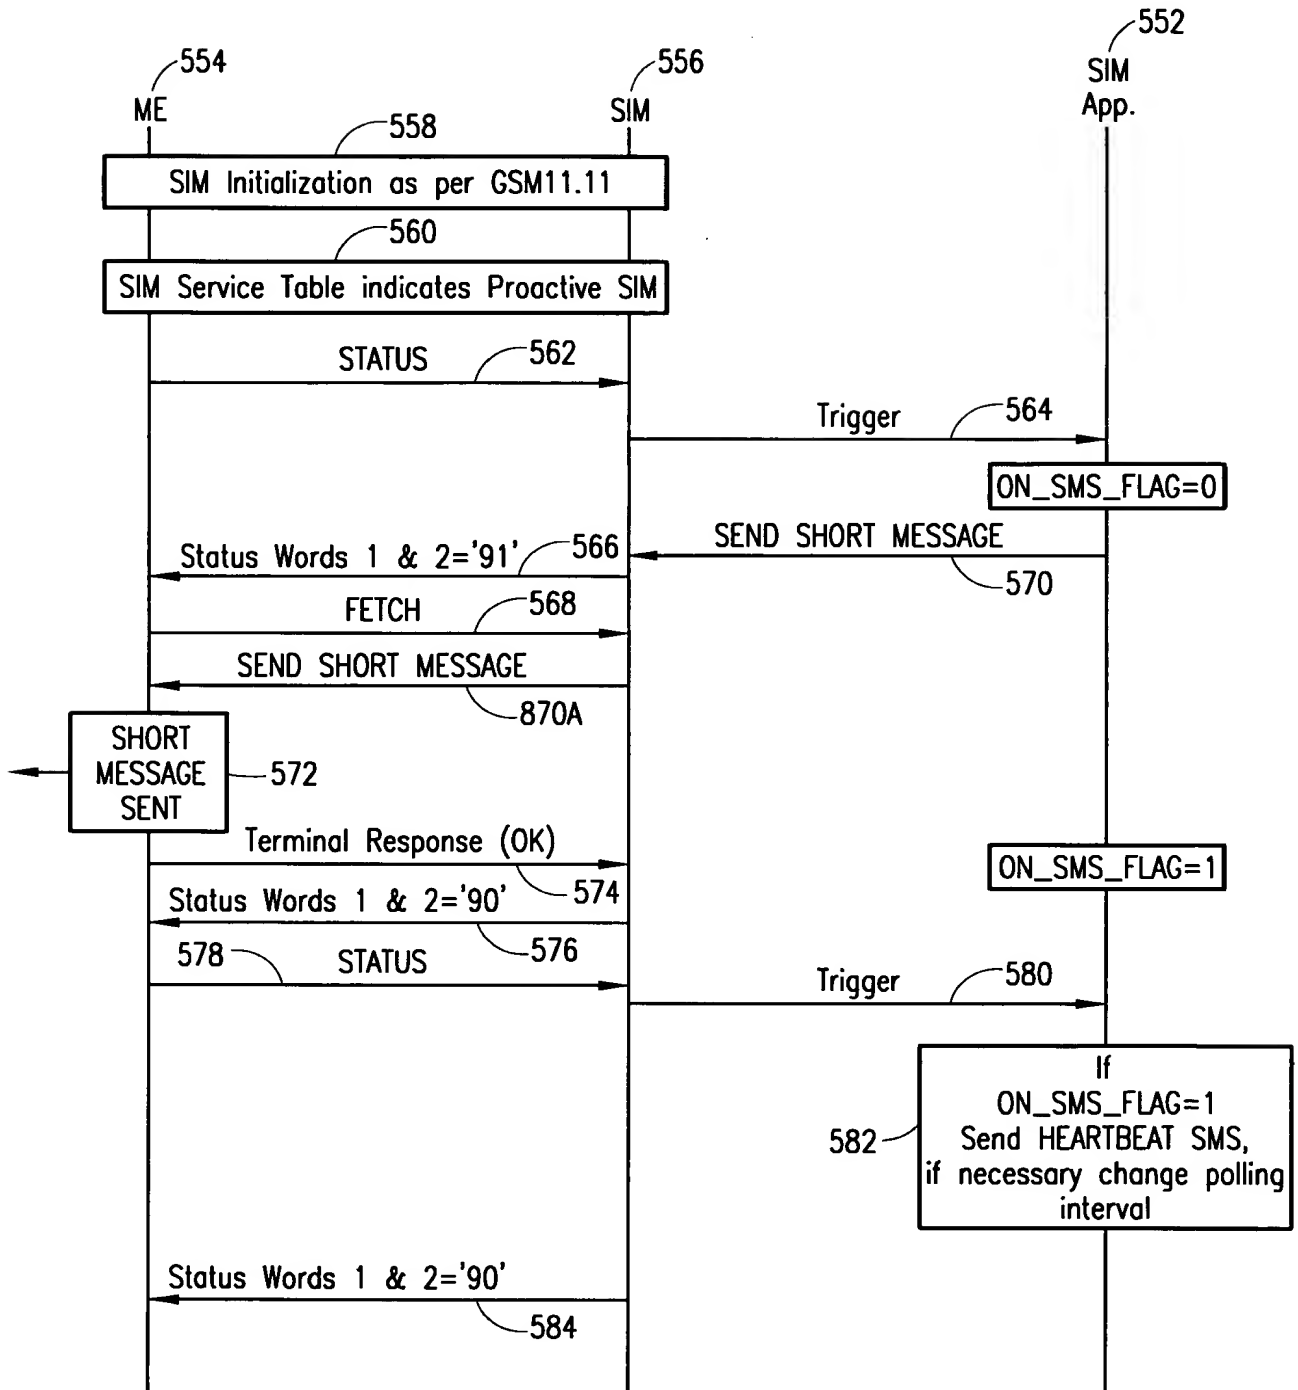 552
554
556
SIM
App.
ME
SIM
558
SIM Initialization as per GSM11.11
560
SIM Service Table indicates Proactive SIM
STATUS
562
Trigger
564
ON_SMS_FLAG=0
SEND SHORT MESSAGE
Status Words 1 & 2='91'
566
570
FETCH
568
SEND SHORT MESSAGE
870A
SHORT
MESSAGE
SENT
572
Terminal Response (OK)
574
ON_SMS_FLAG=1
Status Words 1 & 2='90'
576
578
STATUS
Trigger
580
If
ON_SMS_FLAG=1
Send HEARTBEAT SMS,
if necessary change polling
interval
582
Status Words 1 & 2='90'
584